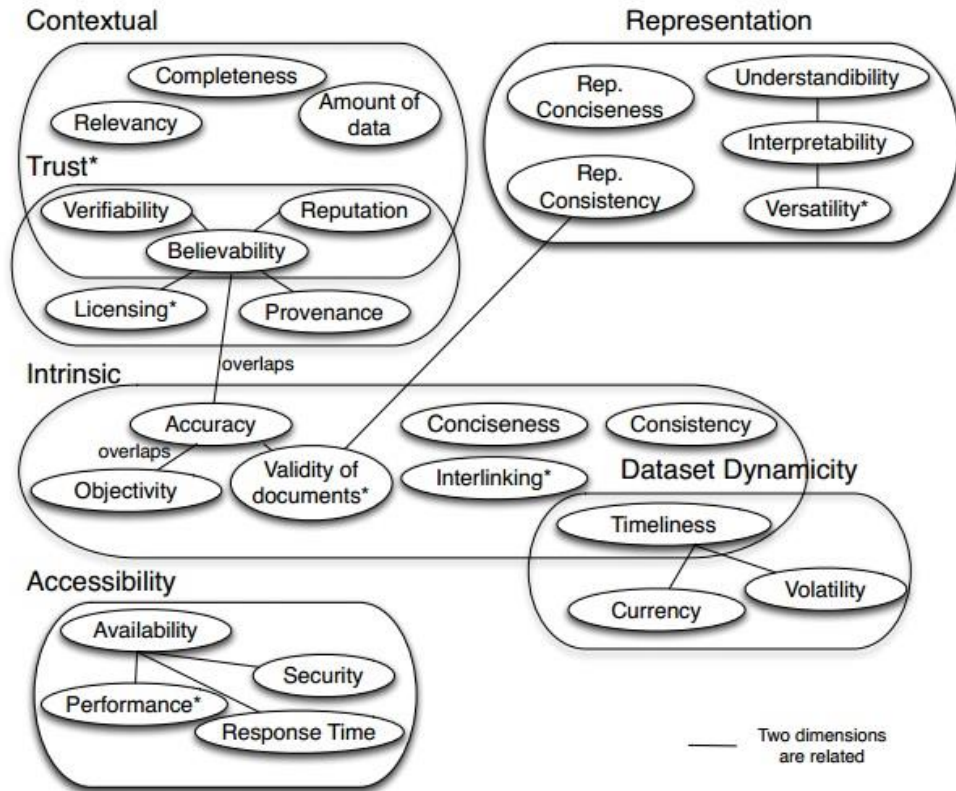 Contextual
Completeness
Relevancy
Amount of
data
Trust*
Verifiability
Reputation
Believability
Licensing*
Provenance
overlaps
Representation
Rep.
Conciseness
Understandibility
Interpretability
Rep.
Consistency
Versatility*
Intrinsic
Accuracy
Conciseness
Consistency
overlaps
Objectivity
Validity of
documents*
Interlinking*
Dataset Dynamicity
Timeliness
Currency
Volatility
Accessibility
Availability
Security
Performance*
Response Time
Two dimensions
are related